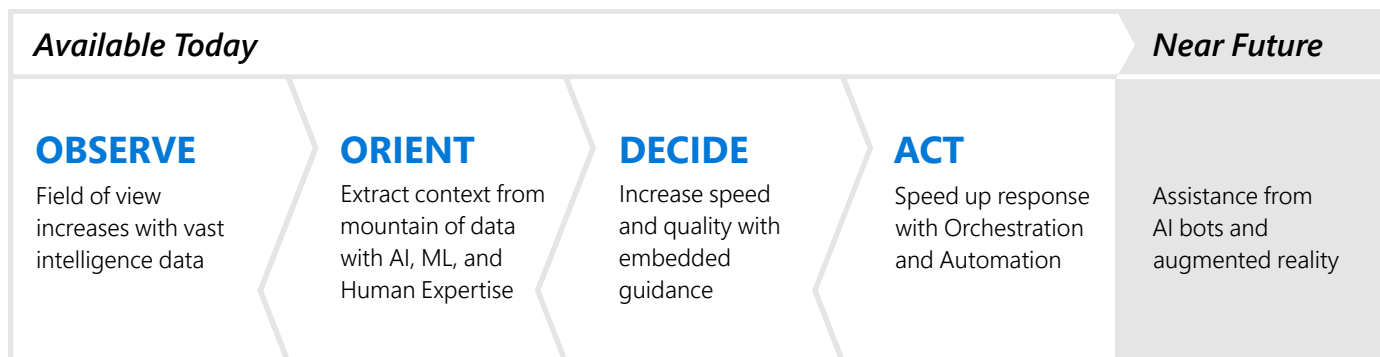 Available Today
Near Future
OBSERVE
Field of view
increases with vast
intelligence data
ORIENT
Extract context from
mountain of data
with AI, ML, and
Human Expertise
DECIDE
Increase speed
and quality with
embedded
guidance
ACT
Speed up response
with Orchestration
and Automation
Assistance from
AI bots and
augmented reality